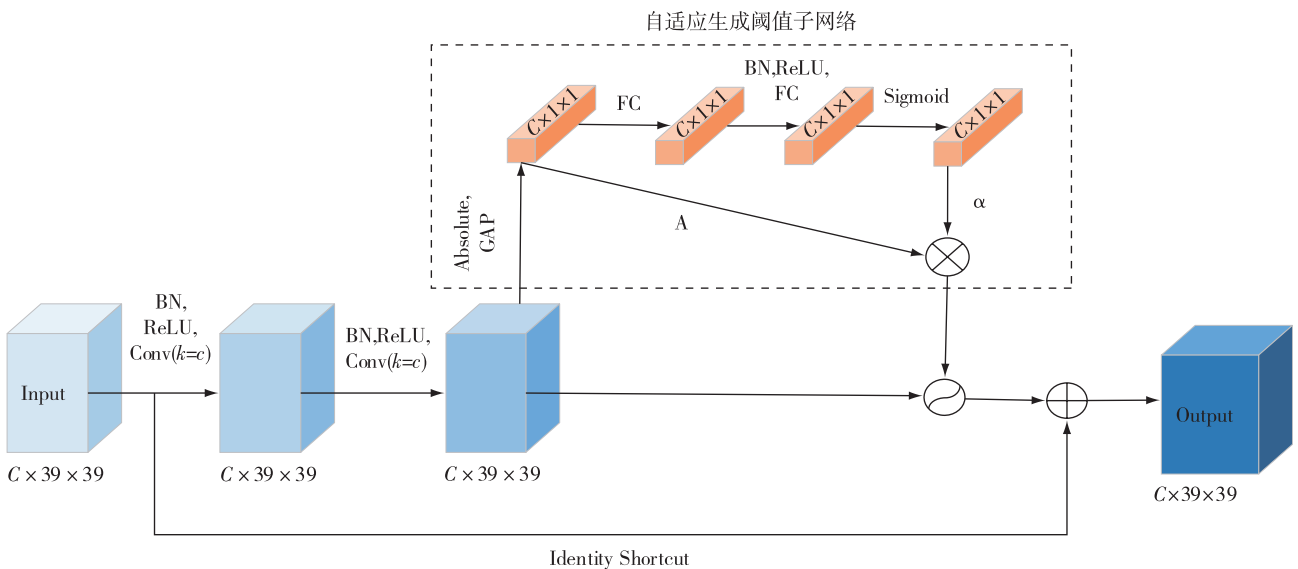 自适应生成阈值子网络
BN,ReLU,
FC
FC
Sigmoid
C×1×1
C×1×1
C×1×1
C×1×1
Absolute,
GAP
A
α
BN,
ReLU,
Conv(k=c)
BN,ReLU,
Conv(k=c)
Input
Output
C×39×39
C×39×39
C×39×39
C×39×39
Identity Shortcut